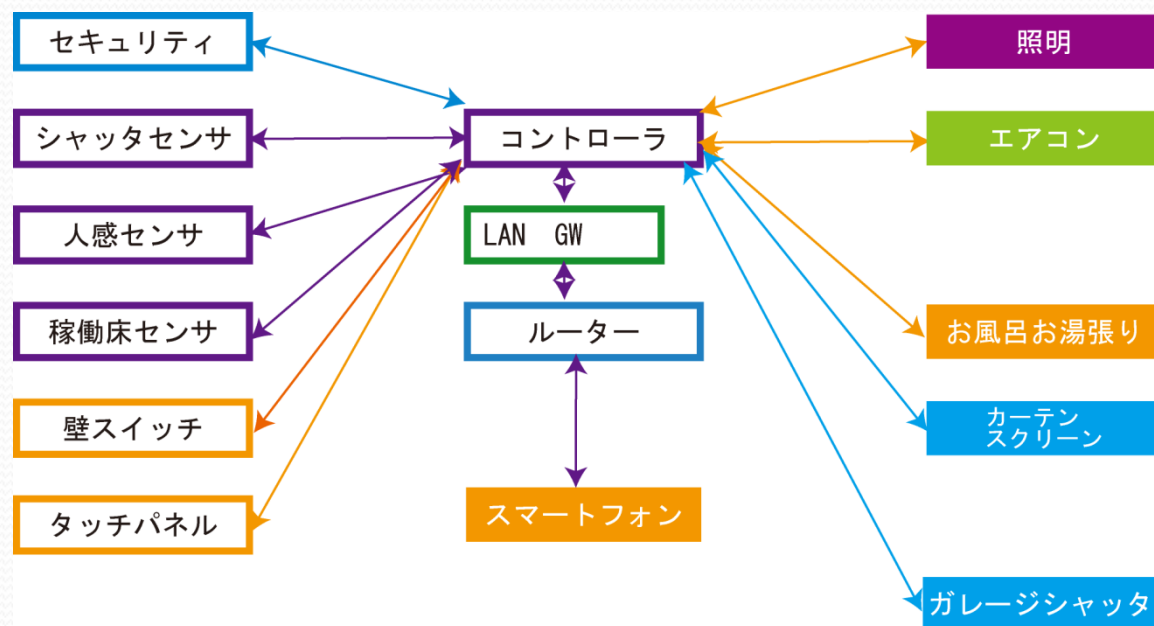 セキュリティ
シャッタセンサ
人感センサ
稼働床センサ
壁スイッチ
タッチパネル
コントローラ
LAN GW
ルーター
スマートフォン
照明
エアコン
お風呂お湯張り
カーテン
スクリーン
ガレージシャッタ